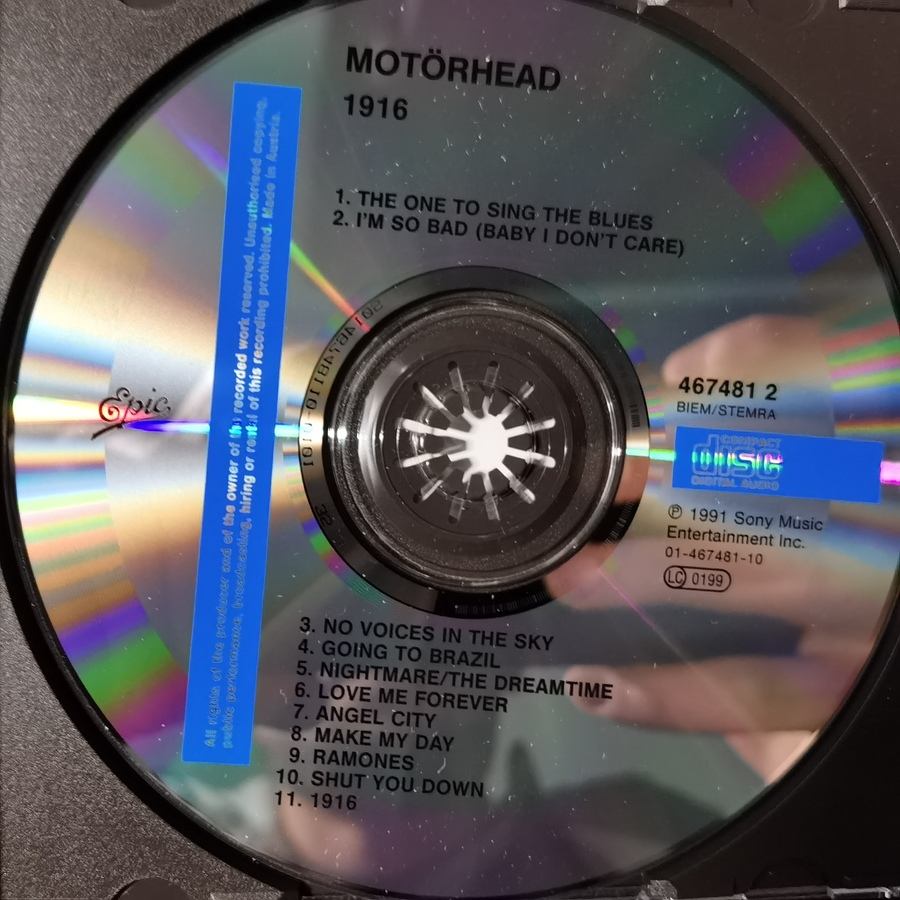 MOTÖRHEAD
1916
1. THE ONE TO SING THE BLUES
2. I'M SO BAD (BABY I DON'T CARE)
All rights of the producer and of the owner of the recorded work reserved. Unauthorised copying,
public performance, broadcasting, hiring or rental of this recording prohibited. Made in Austria.
Epic
467481 2
BIEM/STEMRA
COMPACT
disc
DIGITAL AUDIO
℗ 1991 Sony Music
Entertainment Inc.
01-467481-10
LC 0199
3. NO VOICES IN THE SKY
4. GOING TO BRAZIL
5. NIGHTMARE/THE DREAMTIME
6. LOVE ME FOREVER
7. ANGEL CITY
8. MAKE MY DAY
9. RAMONES
10. SHUT YOU DOWN
11. 1916